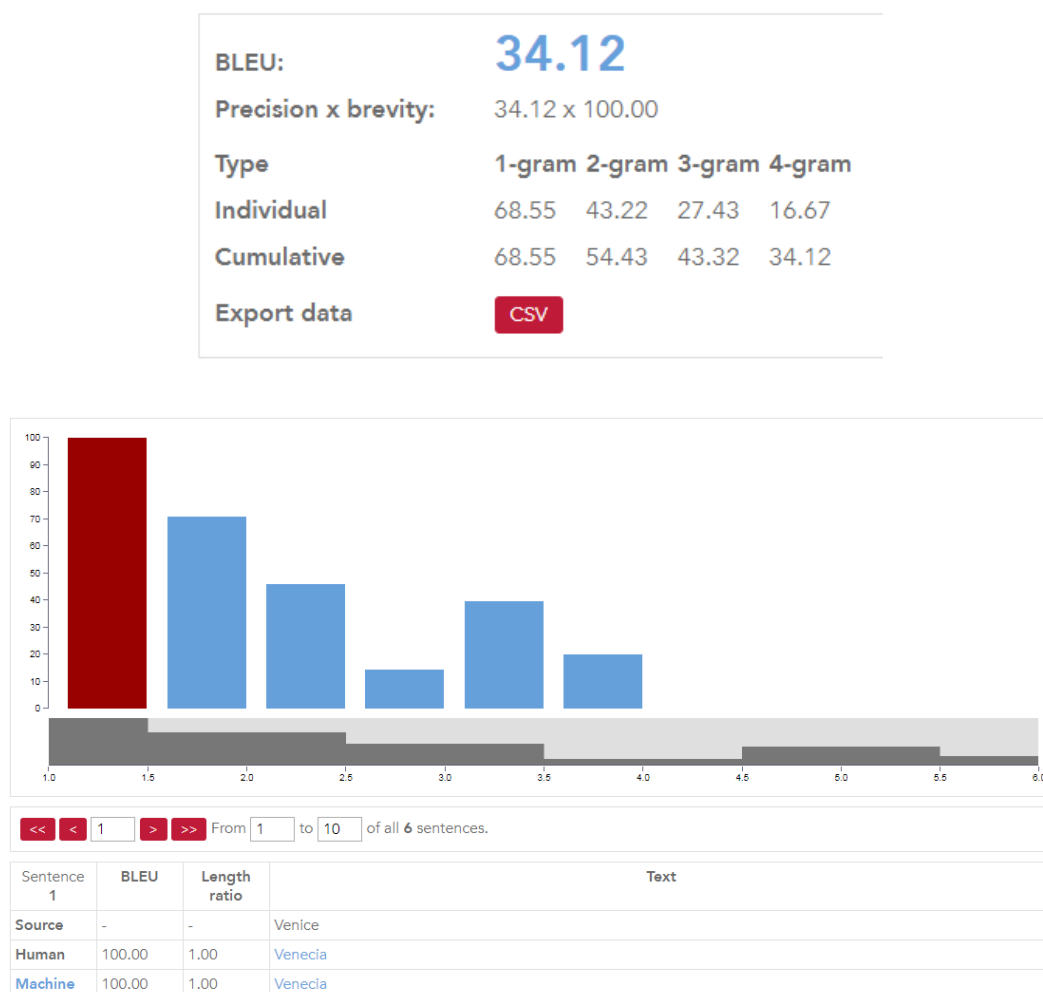 BLEU: 34.12
Precision x brevity: 34.12 x 100.00
Type 1-gram 2-gram 3-gram 4-gram
Individual 68.55 43.22 27.43 16.67
Cumulative 68.55 54.43 43.32 34.12
Export data CSV
100
90
80
70
60
50
40
30
20
10
0
1.0 1.5 2.0 2.5 3.0 3.5 4.0 4.5 5.0 5.5 6.0
<< < 1 > >> From 1 to 10 of all 6 sentences.
Sentence 1 BLEU Length ratio Text
Source - - Venice
Human 100.00 1.00 Venecia
Machine 100.00 1.00 Venecia